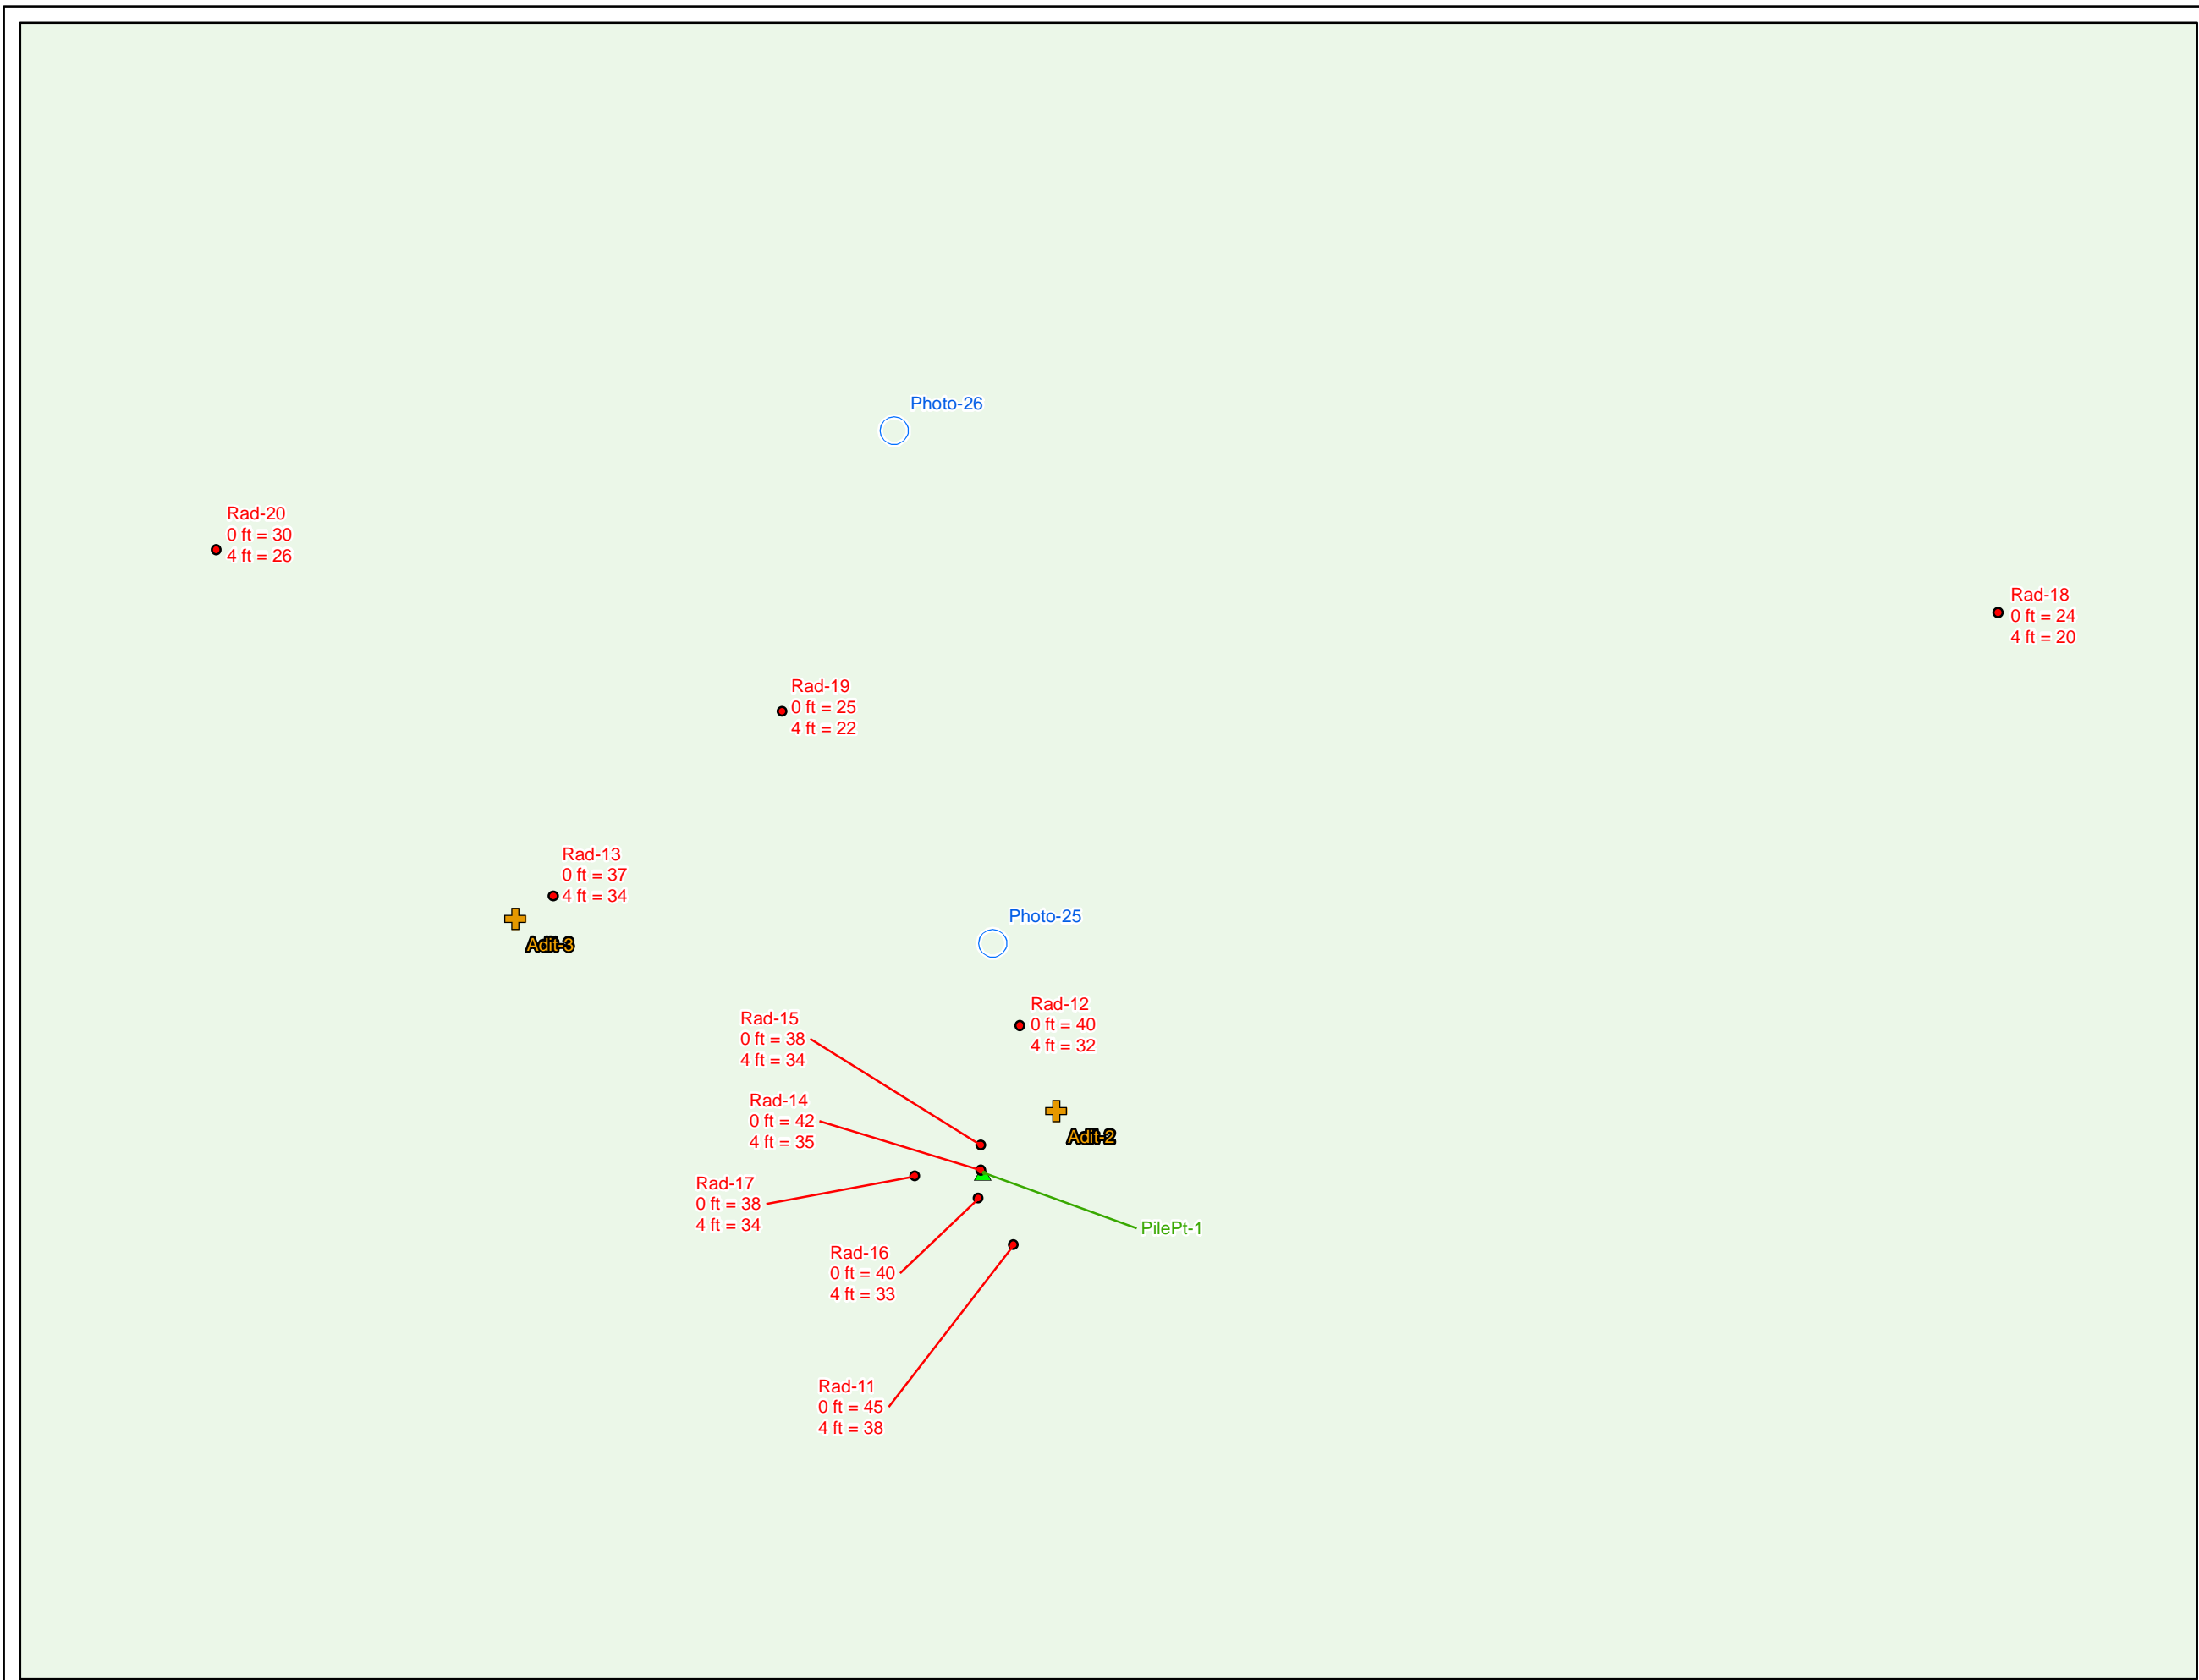 Photo-26
Rad-20
0 ft = 30
4 ft = 26
Rad-18
0 ft = 24
4 ft = 20
Rad-19
0 ft = 25
4 ft = 22
Rad-13
0 ft = 37
4 ft = 34
Adit-3
Photo-25
Rad-12
0 ft = 40
4 ft = 32
Rad-15
0 ft = 38
4 ft = 34
Rad-14
0 ft = 42
4 ft = 35
Adit-2
Rad-17
0 ft = 38
4 ft = 34
PilePt-1
Rad-16
0 ft = 40
4 ft = 33
Rad-11
0 ft = 45
4 ft = 38